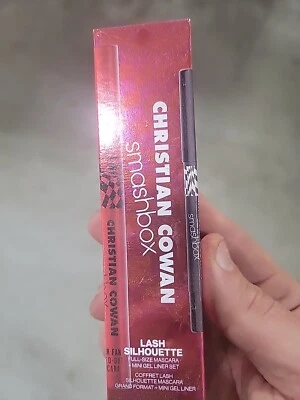 CHRISTIAN COWAN
smashbox
smashbox
CHRISTIAN COWAN
LASH
SILHOUETTE
FULL-SIZE MASCARA
+ MINI GEL LINER SET
COFFRET LASH
SILHOUETTE MASCARA
GRAND FORMAT + MINI GEL LINER